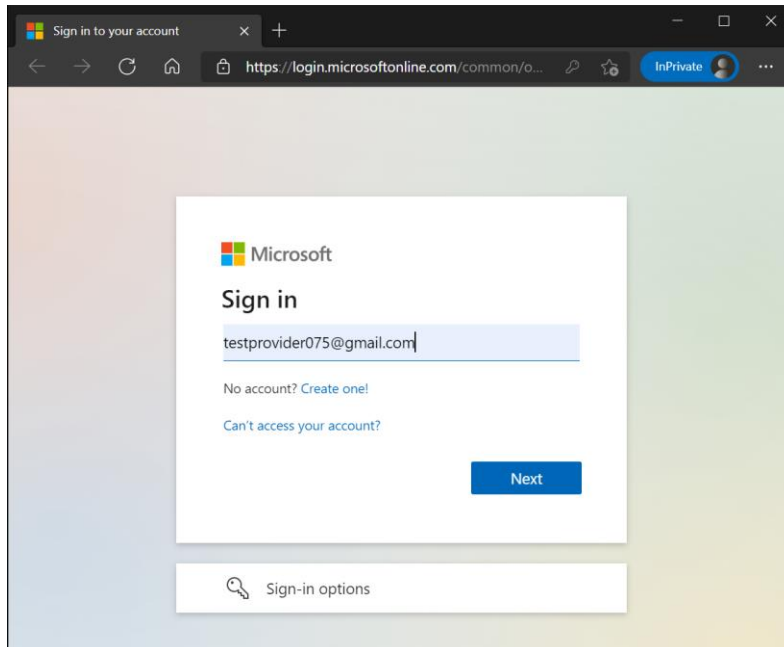 Sign in to your account
https://login.microsoftonline.com/common/o...
InPrivate
Microsoft
Sign in
testprovider075@gmail.com
No account? Create one!
Can't access your account?
Next
Sign-in options